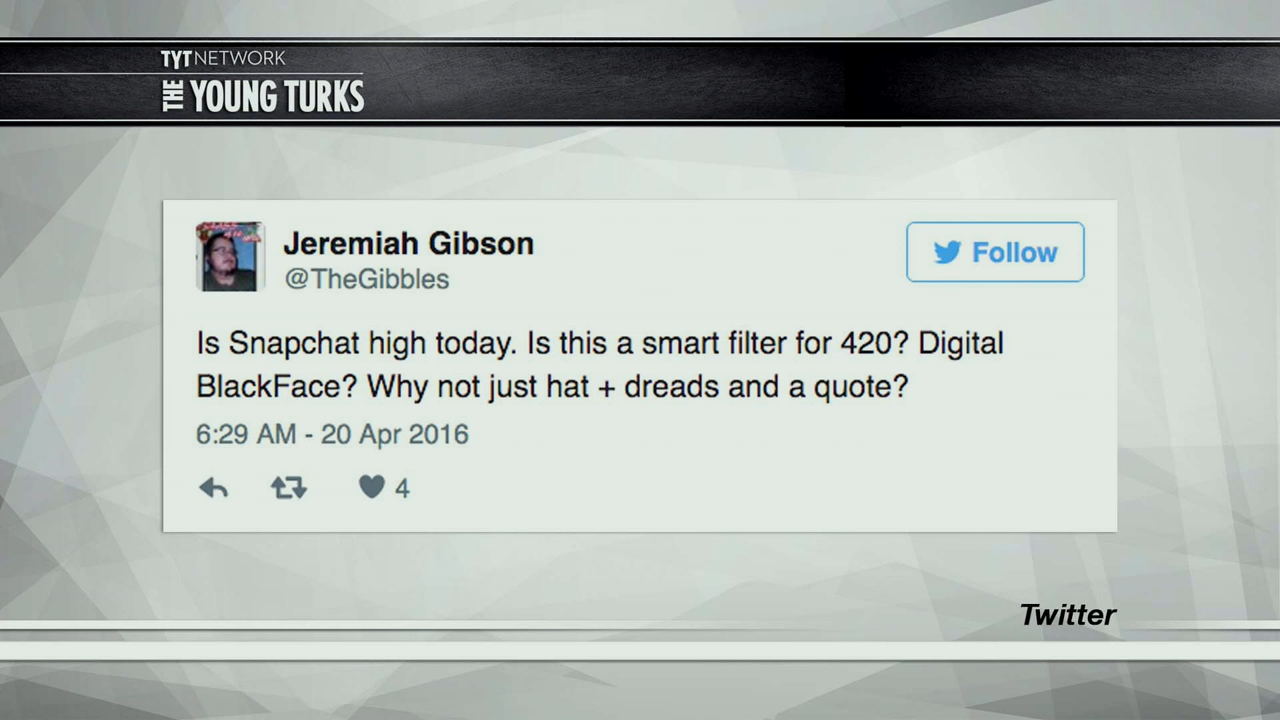 TYT NETWORK
THE YOUNG TURKS
Jeremiah Gibson
@TheGibbles
Follow
Is Snapchat high today. Is this a smart filter for 420? Digital
BlackFace? Why not just hat + dreads and a quote?
6:29 AM - 20 Apr 2016
4
Twitter